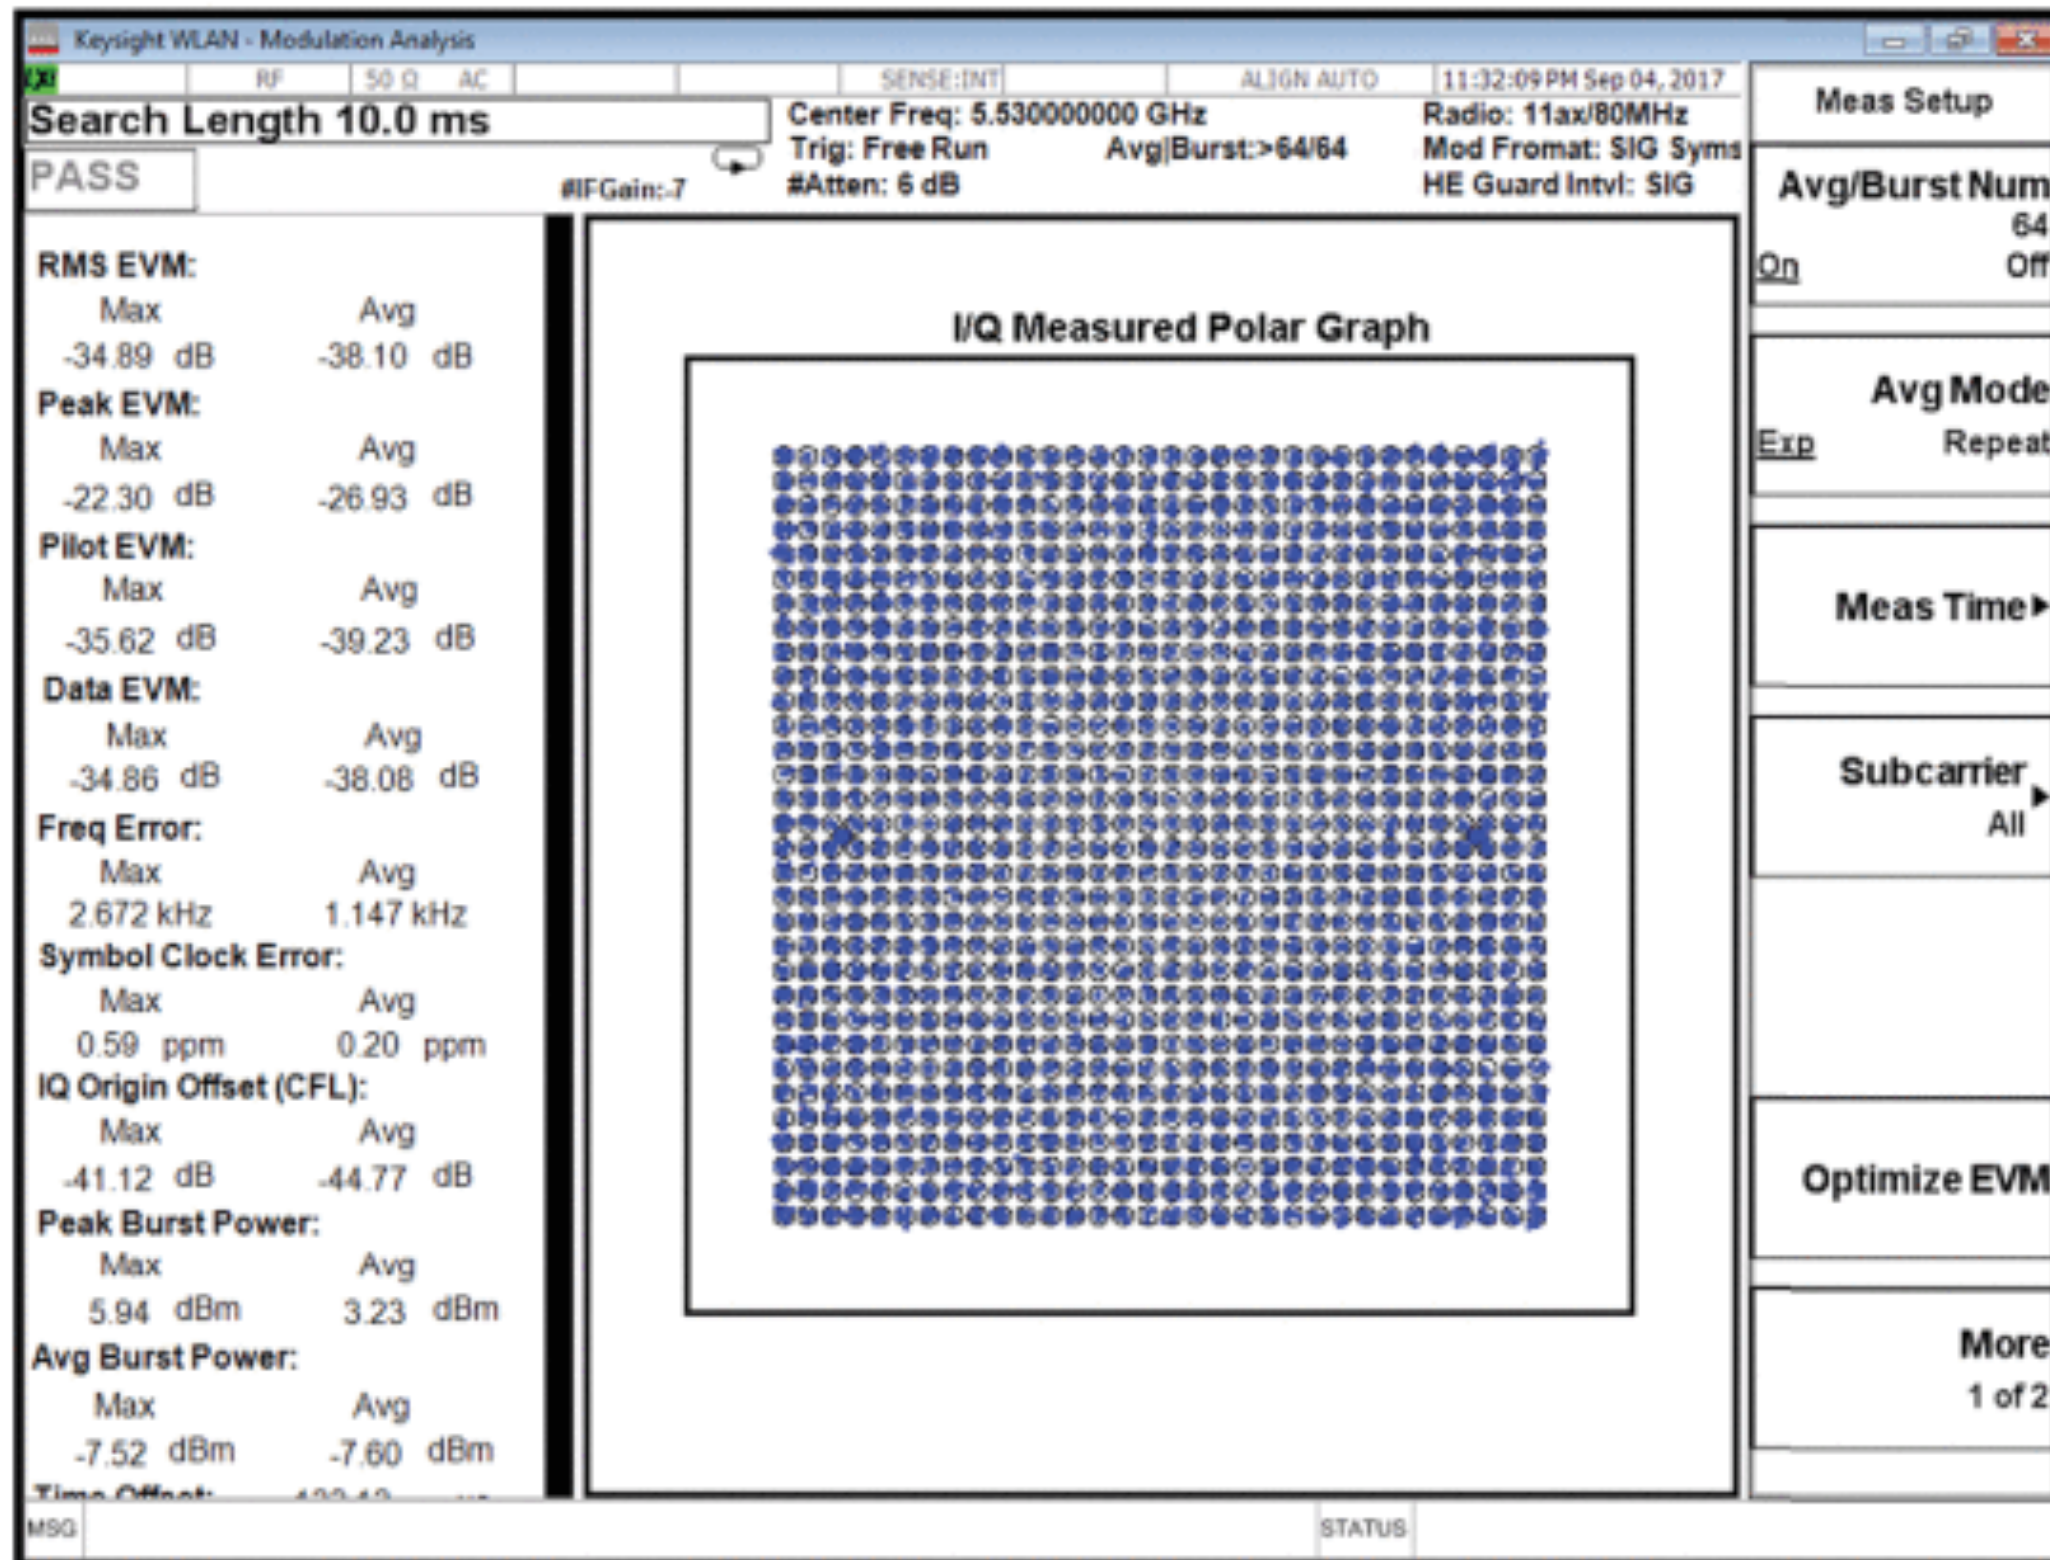 Keysight WLAN - Modulation Analysis
RF 50 Ω AC SENSE:INT ALIGN AUTO 11:32:09 PM Sep 04, 2017
Search Length 10.0 ms
PASS
#IFGain:-7
Center Freq: 5.530000000 GHz
Trig: Free Run Avg|Burst:>64/64
#Atten: 6 dB
Radio: 11ax/80MHz
Mod Fromat: SIG Syms
HE Guard Intvl: SIG
RMS EVM:
Max Avg
-34.89 dB -38.10 dB
Peak EVM:
Max Avg
-22.30 dB -26.93 dB
Pilot EVM:
Max Avg
-35.62 dB -39.23 dB
Data EVM:
Max Avg
-34.86 dB -38.08 dB
Freq Error:
Max Avg
2.672 kHz 1.147 kHz
Symbol Clock Error:
Max Avg
0.59 ppm 0.20 ppm
IQ Origin Offset (CFL):
Max Avg
-41.12 dB -44.77 dB
Peak Burst Power:
Max Avg
5.94 dBm 3.23 dBm
Avg Burst Power:
Max Avg
-7.52 dBm -7.60 dBm
Time Offset:
I/Q Measured Polar Graph
Meas Setup
Avg/Burst Num
64
On Off
Avg Mode
Exp Repeat
Meas Time
Subcarrier
All
Optimize EVM
More
1 of 2
MSG STATUS